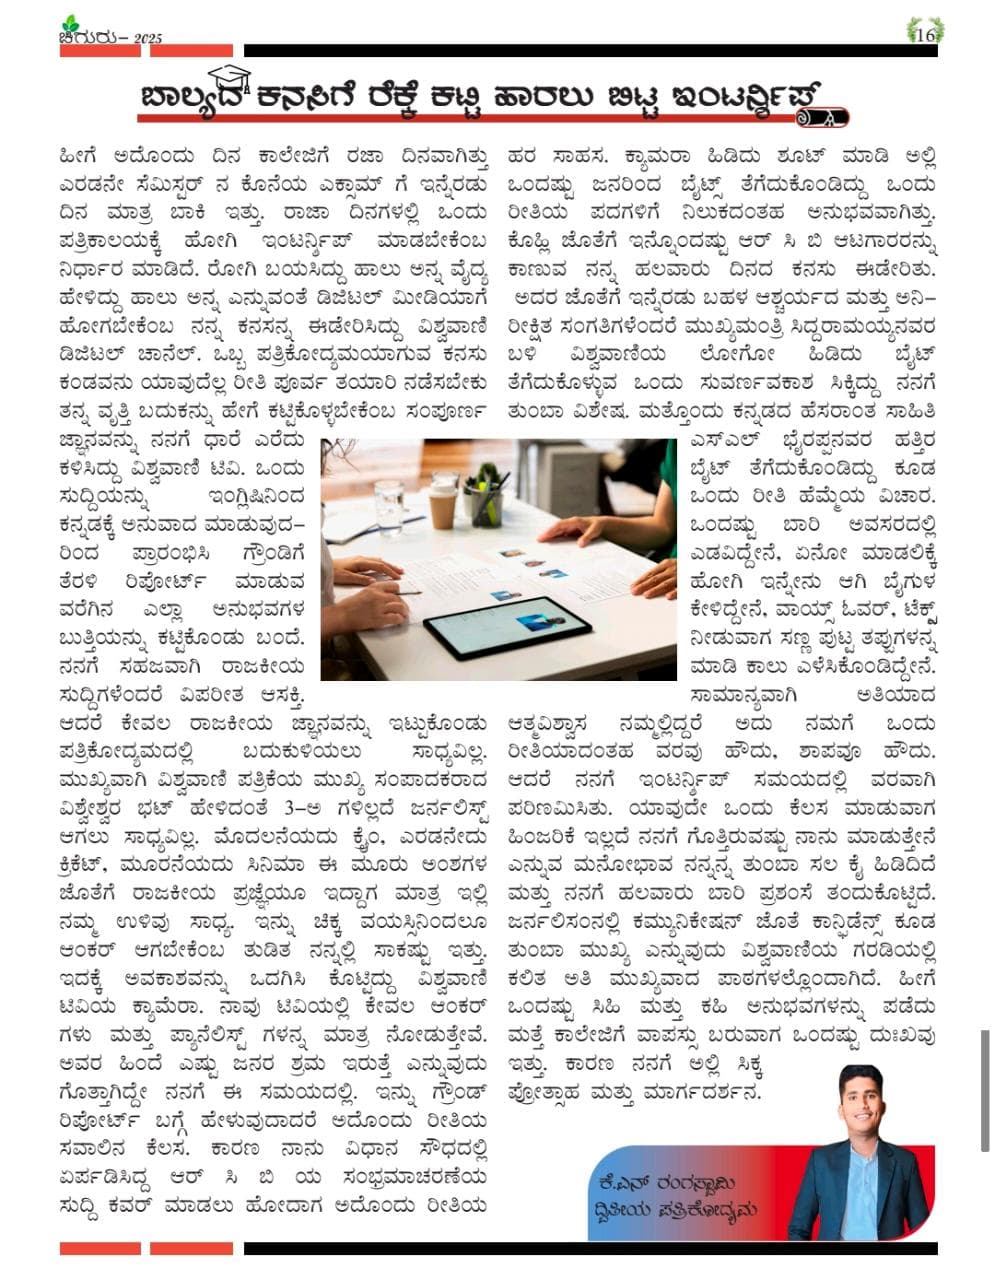 ಚಿಗುರು- 2025
16
ಬಾಲ್ಯದ ಕನಸಿಗೆ ರೆಕ್ಕೆ ಕಟ್ಟಿ ಹಾರಲು ಬಿಟ್ಟ ಇಂಟರ್ನ್ಶಿಪ್
ಹೀಗೆ ಅದೊಂದು ದಿನ ಕಾಲೇಜಿಗೆ ರಜಾ ದಿನವಾಗಿತ್ತು
ಎರಡನೇ ಸೆಮಿಸ್ಟರ್ ನ ಕೊನೆಯ ಎಕ್ಸಾಮ್ ಗೆ ಇನ್ನೆರಡು
ದಿನ ಮಾತ್ರ ಬಾಕಿ ಇತ್ತು. ರಾಜಾ ದಿನಗಳಲ್ಲಿ ಒಂದು
ಪತ್ರಿಕಾಲಯಕ್ಕೆ ಹೋಗಿ ಇಂಟರ್ನ್ಶಿಪ್ ಮಾಡಬೇಕೆಂಬ
ನಿರ್ಧಾರ ಮಾಡಿದೆ. ರೋಗಿ ಬಯಸಿದ್ದು ಹಾಲು ಅನ್ನ ವೈದ್ಯ
ಹೇಳಿದ್ದು ಹಾಲು ಅನ್ನ ಎನ್ನುವಂತೆ ಡಿಜಿಟಲ್ ಮೀಡಿಯಾಗೆ
ಹೋಗಬೇಕೆಂಬ ನನ್ನ ಕನಸನ್ನ ಈಡೇರಿಸಿದ್ದು ವಿಶ್ವವಾಣಿ
ಡಿಜಿಟಲ್ ಚಾನೆಲ್. ಒಬ್ಬ ಪತ್ರಿಕೋದ್ಯಮಯಾಗುವ ಕನಸು
ಕಂಡವನು ಯಾವುದೆಲ್ಲ ರೀತಿ ಪೂರ್ವ ತಯಾರಿ ನಡೆಸಬೇಕು
ತನ್ನ ವೃತ್ತಿ ಬದುಕನ್ನು ಹೇಗೆ ಕಟ್ಟಿಕೊಳ್ಳಬೇಕೆಂಬ ಸಂಪೂರ್ಣ
ಜ್ಞಾನವನ್ನು ನನಗೆ ಧಾರೆ ಎರೆದು
ಕಳಿಸಿದ್ದು ವಿಶ್ವವಾಣಿ ಟಿವಿ. ಒಂದು
ಸುದ್ದಿಯನ್ನು ಇಂಗ್ಲಿಷಿನಿಂದ
ಕನ್ನಡಕ್ಕೆ ಅನುವಾದ ಮಾಡುವುದ-
ರಿಂದ ಪ್ರಾರಂಭಿಸಿ ಗ್ರೌಂಡಿಗೆ
ತೆರಳಿ ರಿಪೋರ್ಟ್ ಮಾಡುವ
ವರೆಗಿನ ಎಲ್ಲಾ ಅನುಭವಗಳ
ಬುತ್ತಿಯನ್ನು ಕಟ್ಟಿಕೊಂಡು ಬಂದೆ.
ನನಗೆ ಸಹಜವಾಗಿ ರಾಜಕೀಯ
ಸುದ್ದಿಗಳೆಂದರೆ ವಿಪರೀತ ಆಸಕ್ತಿ.
ಆದರೆ ಕೇವಲ ರಾಜಕೀಯ ಜ್ಞಾನವನ್ನು ಇಟ್ಟುಕೊಂಡು
ಪತ್ರಿಕೋದ್ಯಮದಲ್ಲಿ ಬದುಕುಳಿಯಲು ಸಾಧ್ಯವಿಲ್ಲ.
ಮುಖ್ಯವಾಗಿ ವಿಶ್ವವಾಣಿ ಪತ್ರಿಕೆಯ ಮುಖ್ಯ ಸಂಪಾದಕರಾದ
ವಿಶ್ವೇಶ್ವರ ಭಟ್ ಹೇಳಿದಂತೆ 3-ಅ ಗಳಿಲ್ಲದೆ ಜರ್ನಲಿಸ್ಟ್
ಆಗಲು ಸಾಧ್ಯವಿಲ್ಲ. ಮೊದಲನೆಯದು ಕ್ರೈಂ, ಎರಡನೇದು
ಕ್ರಿಕೆಟ್, ಮೂರನೆಯದು ಸಿನಿಮಾ ಈ ಮೂರು ಅಂಶಗಳ
ಜೊತೆಗೆ ರಾಜಕೀಯ ಪ್ರಜ್ಞೆಯೂ ಇದ್ದಾಗ ಮಾತ್ರ ಇಲ್ಲಿ
ನಮ್ಮ ಉಳಿವು ಸಾಧ್ಯ. ಇನ್ನು ಚಿಕ್ಕ ವಯಸ್ಸಿನಿಂದಲೂ
ಆಂಕರ್ ಆಗಬೇಕೆಂಬ ತುಡಿತ ನನ್ನಲ್ಲಿ ಸಾಕಷ್ಟು ಇತ್ತು.
ಇದಕ್ಕೆ ಅವಕಾಶವನ್ನು ಒದಗಿಸಿ ಕೊಟ್ಟಿದ್ದು ವಿಶ್ವವಾಣಿ
ಟಿವಿಯ ಕ್ಯಾಮೆರಾ. ನಾವು ಟಿವಿಯಲ್ಲಿ ಕೇವಲ ಆಂಕರ್
ಗಳು ಮತ್ತು ಪ್ಯಾನೆಲಿಸ್ಟ್ ಗಳನ್ನ ಮಾತ್ರ ನೋಡುತ್ತೇವೆ.
ಅವರ ಹಿಂದೆ ಎಷ್ಟು ಜನರ ಶ್ರಮ ಇರುತ್ತೆ ಎನ್ನುವುದು
ಗೊತ್ತಾಗಿದ್ದೇ ನನಗೆ ಈ ಸಮಯದಲ್ಲಿ. ಇನ್ನು ಗ್ರೌಂಡ್
ರಿಪೋರ್ಟ್ ಬಗ್ಗೆ ಹೇಳುವುದಾದರೆ ಅದೊಂದು ರೀತಿಯ
ಸವಾಲಿನ ಕೆಲಸ. ಕಾರಣ ನಾನು ವಿಧಾನ ಸೌಧದಲ್ಲಿ
ಏರ್ಪಡಿಸಿದ್ದ ಆರ್ ಸಿ ಬಿ ಯ ಸಂಭ್ರಮಾಚರಣೆಯ
ಸುದ್ದಿ ಕವರ್ ಮಾಡಲು ಹೋದಾಗ ಅದೊಂದು ರೀತಿಯ
ಹರ ಸಾಹಸ. ಕ್ಯಾಮರಾ ಹಿಡಿದು ಶೂಟ್ ಮಾಡಿ ಅಲ್ಲಿ
ಒಂದಷ್ಟು ಜನರಿಂದ ಬೈಟ್ಸ್ ತೆಗೆದುಕೊಂಡಿದ್ದು ಒಂದು
ರೀತಿಯ ಪದಗಳಿಗೆ ನಿಲುಕದಂತಹ ಅನುಭವವಾಗಿತ್ತು.
ಕೊಹ್ಲಿ ಜೊತೆಗೆ ಇನ್ನೊಂದಷ್ಟು ಆರ್ ಸಿ ಬಿ ಆಟಗಾರರನ್ನು
ಕಾಣುವ ನನ್ನ ಹಲವಾರು ದಿನದ ಕನಸು ಈಡೇರಿತು.
ಅದರ ಜೊತೆಗೆ ಇನ್ನೆರಡು ಬಹಳ ಆಶ್ಚರ್ಯದ ಮತ್ತು ಅನಿ-
ರೀಕ್ಷಿತ ಸಂಗತಿಗಳೆಂದರೆ ಮುಖ್ಯಮಂತ್ರಿ ಸಿದ್ದರಾಮಯ್ಯನವರ
ಬಳಿ ವಿಶ್ವವಾಣಿಯ ಲೋಗೋ ಹಿಡಿದು ಬೈಟ್
ತೆಗೆದುಕೊಳ್ಳುವ ಒಂದು ಸುವರ್ಣವಕಾಶ ಸಿಕ್ಕಿದ್ದು ನನಗೆ
ತುಂಬಾ ವಿಶೇಷ. ಮತ್ತೊಂದು ಕನ್ನಡದ ಹೆಸರಾಂತ ಸಾಹಿತಿ
ಎಸ್ಎಲ್ ಭೈರಪ್ಪನವರ ಹತ್ತಿರ
ಬೈಟ್ ತೆಗೆದುಕೊಂಡಿದ್ದು ಕೂಡ
ಒಂದು ರೀತಿ ಹೆಮ್ಮೆಯ ವಿಚಾರ.
ಒಂದಷ್ಟು ಬಾರಿ ಅವಸರದಲ್ಲಿ
ಎಡವಿದ್ದೇನೆ, ಏನೋ ಮಾಡಲಿಕ್ಕೆ
ಹೋಗಿ ಇನ್ನೇನು ಆಗಿ ಬೈಗುಳ
ಕೇಳಿದ್ದೇನೆ, ವಾಯ್ಸ್ ಓವರ್, ಟೆಕ್ಸ್ಟ್
ನೀಡುವಾಗ ಸಣ್ಣ ಪುಟ್ಟ ತಪ್ಪುಗಳನ್ನ
ಮಾಡಿ ಕಾಲು ಎಳೆಸಿಕೊಂಡಿದ್ದೇನೆ.
ಸಾಮಾನ್ಯವಾಗಿ ಅತಿಯಾದ
ಆತ್ಮವಿಶ್ವಾಸ ನಮ್ಮಲ್ಲಿದ್ದರೆ ಅದು ನಮಗೆ ಒಂದು
ರೀತಿಯಾದಂತಹ ವರವು ಹೌದು, ಶಾಪವೂ ಹೌದು.
ಆದರೆ ನನಗೆ ಇಂಟರ್ನ್ಶಿಪ್ ಸಮಯದಲ್ಲಿ ವರವಾಗಿ
ಪರಿಣಮಿಸಿತು. ಯಾವುದೇ ಒಂದು ಕೆಲಸ ಮಾಡುವಾಗ
ಹಿಂಜರಿಕೆ ಇಲ್ಲದೆ ನನಗೆ ಗೊತ್ತಿರುವಷ್ಟು ನಾನು ಮಾಡುತ್ತೇನೆ
ಎನ್ನುವ ಮನೋಭಾವ ನನ್ನನ್ನ ತುಂಬಾ ಸಲ ಕೈ ಹಿಡಿದಿದೆ
ಮತ್ತು ನನಗೆ ಹಲವಾರು ಬಾರಿ ಪ್ರಶಂಸೆ ತಂದುಕೊಟ್ಟಿದೆ.
ಜರ್ನಲಿಸಂನಲ್ಲಿ ಕಮ್ಯುನಿಕೇಷನ್ ಜೊತೆ ಕಾನ್ಫಿಡೆನ್ಸ್ ಕೂಡ
ತುಂಬಾ ಮುಖ್ಯ ಎನ್ನುವುದು ವಿಶ್ವವಾಣಿಯ ಗರಡಿಯಲ್ಲಿ
ಕಲಿತ ಅತಿ ಮುಖ್ಯವಾದ ಪಾಠಗಳಲ್ಲೊಂದಾಗಿದೆ. ಹೀಗೆ
ಒಂದಷ್ಟು ಸಿಹಿ ಮತ್ತು ಕಹಿ ಅನುಭವಗಳನ್ನು ಪಡೆದು
ಮತ್ತೆ ಕಾಲೇಜಿಗೆ ವಾಪಸ್ಸು ಬರುವಾಗ ಒಂದಷ್ಟು ದುಃಖವು
ಇತ್ತು. ಕಾರಣ ನನಗೆ ಅಲ್ಲಿ ಸಿಕ್ಕ
ಪ್ರೋತ್ಸಾಹ ಮತ್ತು ಮಾರ್ಗದರ್ಶನ.
ಕೆ.ಎನ್ ರಂಗಸ್ವಾಮಿ
ದ್ವಿತೀಯ ಪತ್ರಿಕೋದ್ಯಮ